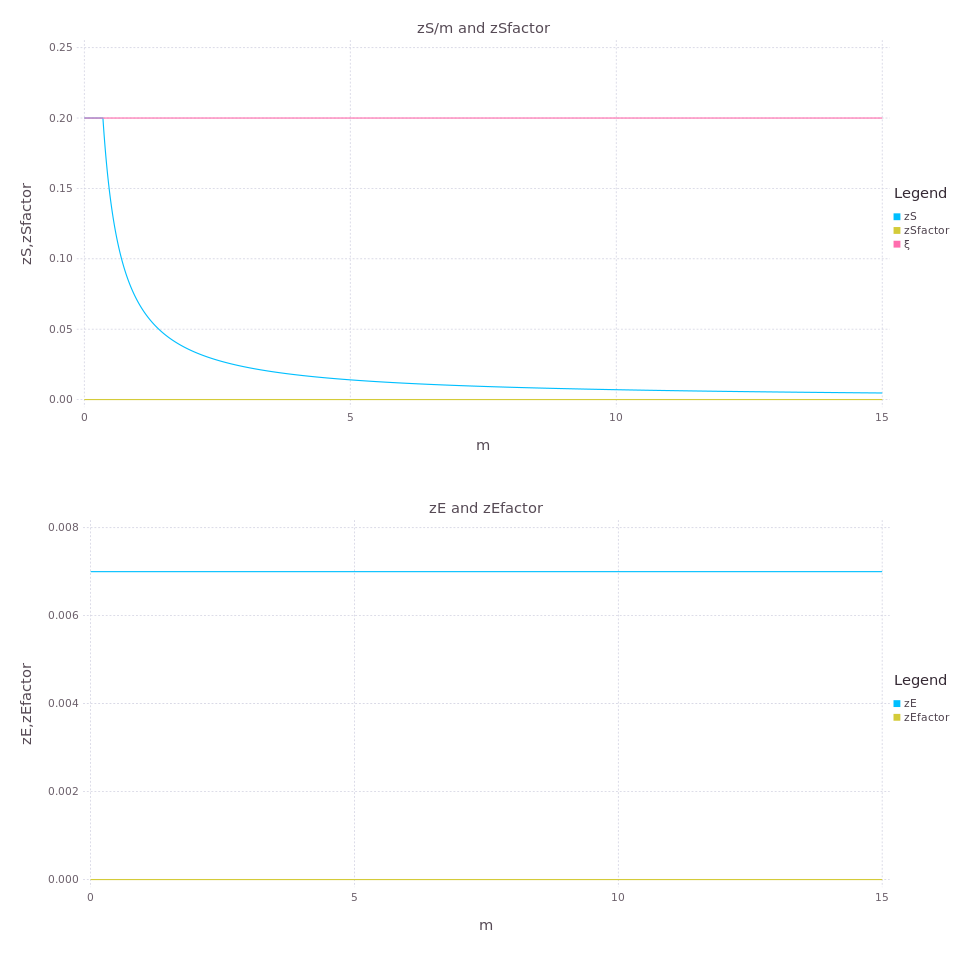 zS/m and zSfactor
0.25
0.20
0.15
0.10
0.05
0.00
zS,zSfactor
0
5
10
15
m
Legend
zS
zSfactor
ξ
zE and zEfactor
0.008
0.006
0.004
0.002
0.000
zE,zEfactor
0
5
10
15
m
Legend
zE
zEfactor